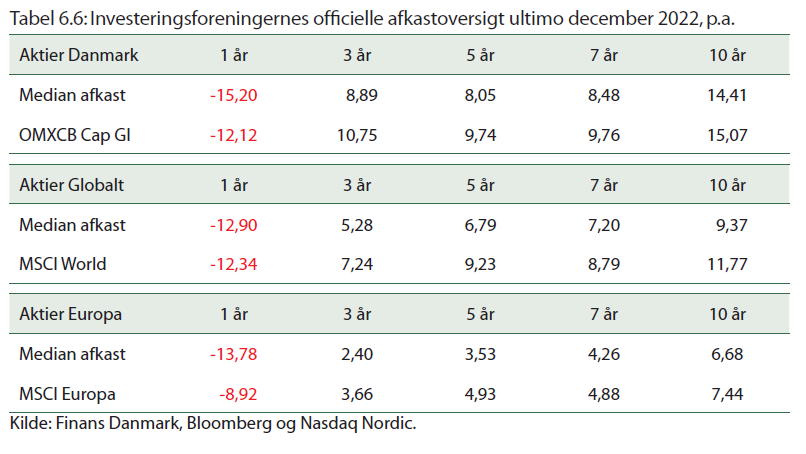 Tabel 6.6: Investeringsforeningernes officielle afkastoversigt ultimo december 2022, p.a.
Aktier Danmark 1 år 3 år 5 år 7 år 10 år
Median afkast -15,20 8,89 8,05 8,48 14,41
OMXCB Cap GI -12,12 10,75 9,74 9,76 15,07
Aktier Globalt 1 år 3 år 5 år 7 år 10 år
Median afkast -12,90 5,28 6,79 7,20 9,37
MSCI World -12,34 7,24 9,23 8,79 11,77
Aktier Europa 1 år 3 år 5 år 7 år 10 år
Median afkast -13,78 2,40 3,53 4,26 6,68
MSCI Europa -8,92 3,66 4,93 4,88 7,44
Kilde: Finans Danmark, Bloomberg og Nasdaq Nordic.